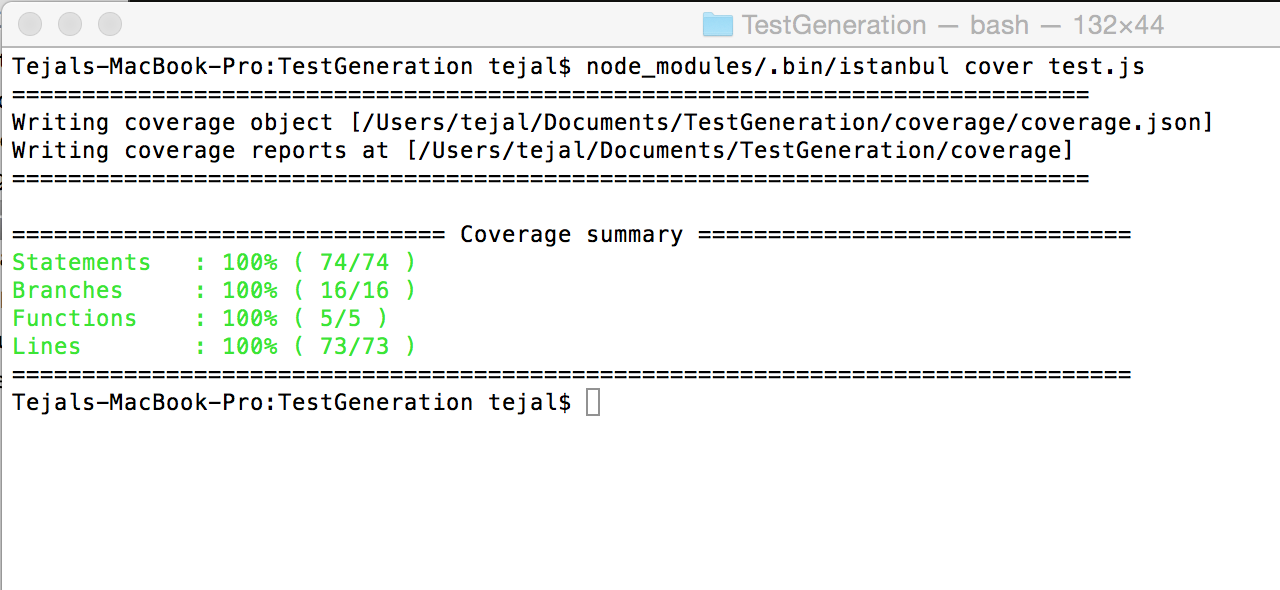 TestGeneration — bash — 132×44
Tejals-MacBook-Pro:TestGeneration tejal$ node_modules/.bin/istanbul cover test.js
=============================================================================
Writing coverage object [/Users/tejal/Documents/TestGeneration/coverage/coverage.json]
Writing coverage reports at [/Users/tejal/Documents/TestGeneration/coverage]
=============================================================================
=============================== Coverage summary ===============================
Statements   : 100% ( 74/74 )
Branches     : 100% ( 16/16 )
Functions    : 100% ( 5/5 )
Lines        : 100% ( 73/73 )
================================================================================
Tejals-MacBook-Pro:TestGeneration tejal$